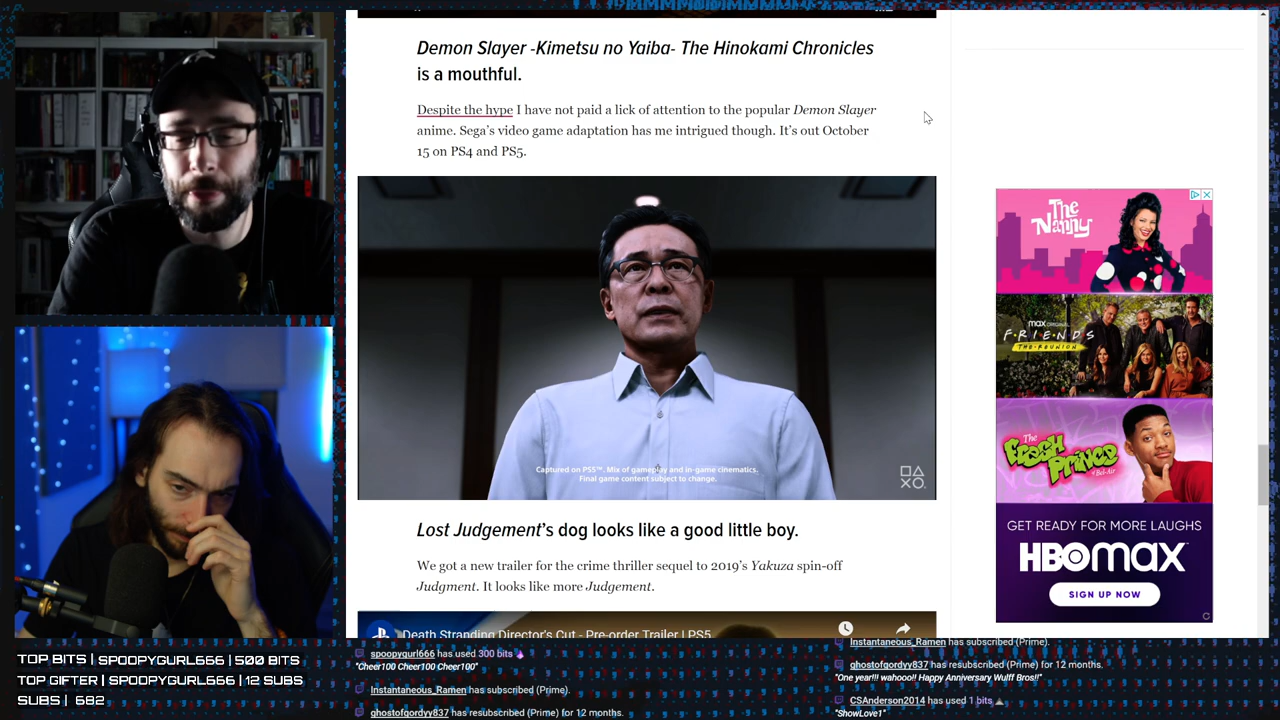 Demon Slayer -Kimetsu no Yaiba- The Hinokami Chronicles
is a mouthful.
Despite the hype I have not paid a lick of attention to the popular Demon Slayer
anime. Sega's video game adaptation has me intrigued though. It's out October
15 on PS4 and PS5.
Captured on PS5™. Mix of gameplay and in-game cinematics.
Final game content subject to change.
Lost Judgement's dog looks like a good little boy.
We got a new trailer for the crime thriller sequel to 2019's Yakuza spin-off
Judgment. It looks like more Judgement.
Death Stranding Director's Cut - Pre-order Trailer | PS5
The
Nanny
max ORIGINAL
F·R·I·E·N·D·S
THE REUNION
The
FRESH
PRINCE
of BEL-AIR
GET READY FOR MORE LAUGHS
HBOmax
SIGN UP NOW
TOP BITS | SPOOPYGURL666 | 500 BITS
TOP GIFTER | SPOOPYGURL666 | 12 SUBS
SUBS | 682
spoopygurl666 has used 300 bits
"Cheer100 Cheer100 Cheer100"
Instantaneous_Ramen has subscribed (Prime).
ghostofgordyy837 has resubscribed (Prime) for 12 months.
Instantaneous_Ramen has subscribed (Prime).
ghostofgordyy837 has resubscribed (Prime) for 12 months.
"One year!!! wahooo!! Happy Anniversary Wulff Bros!!"
CSAnderson2014 has used 1 bits
"ShowLove1"